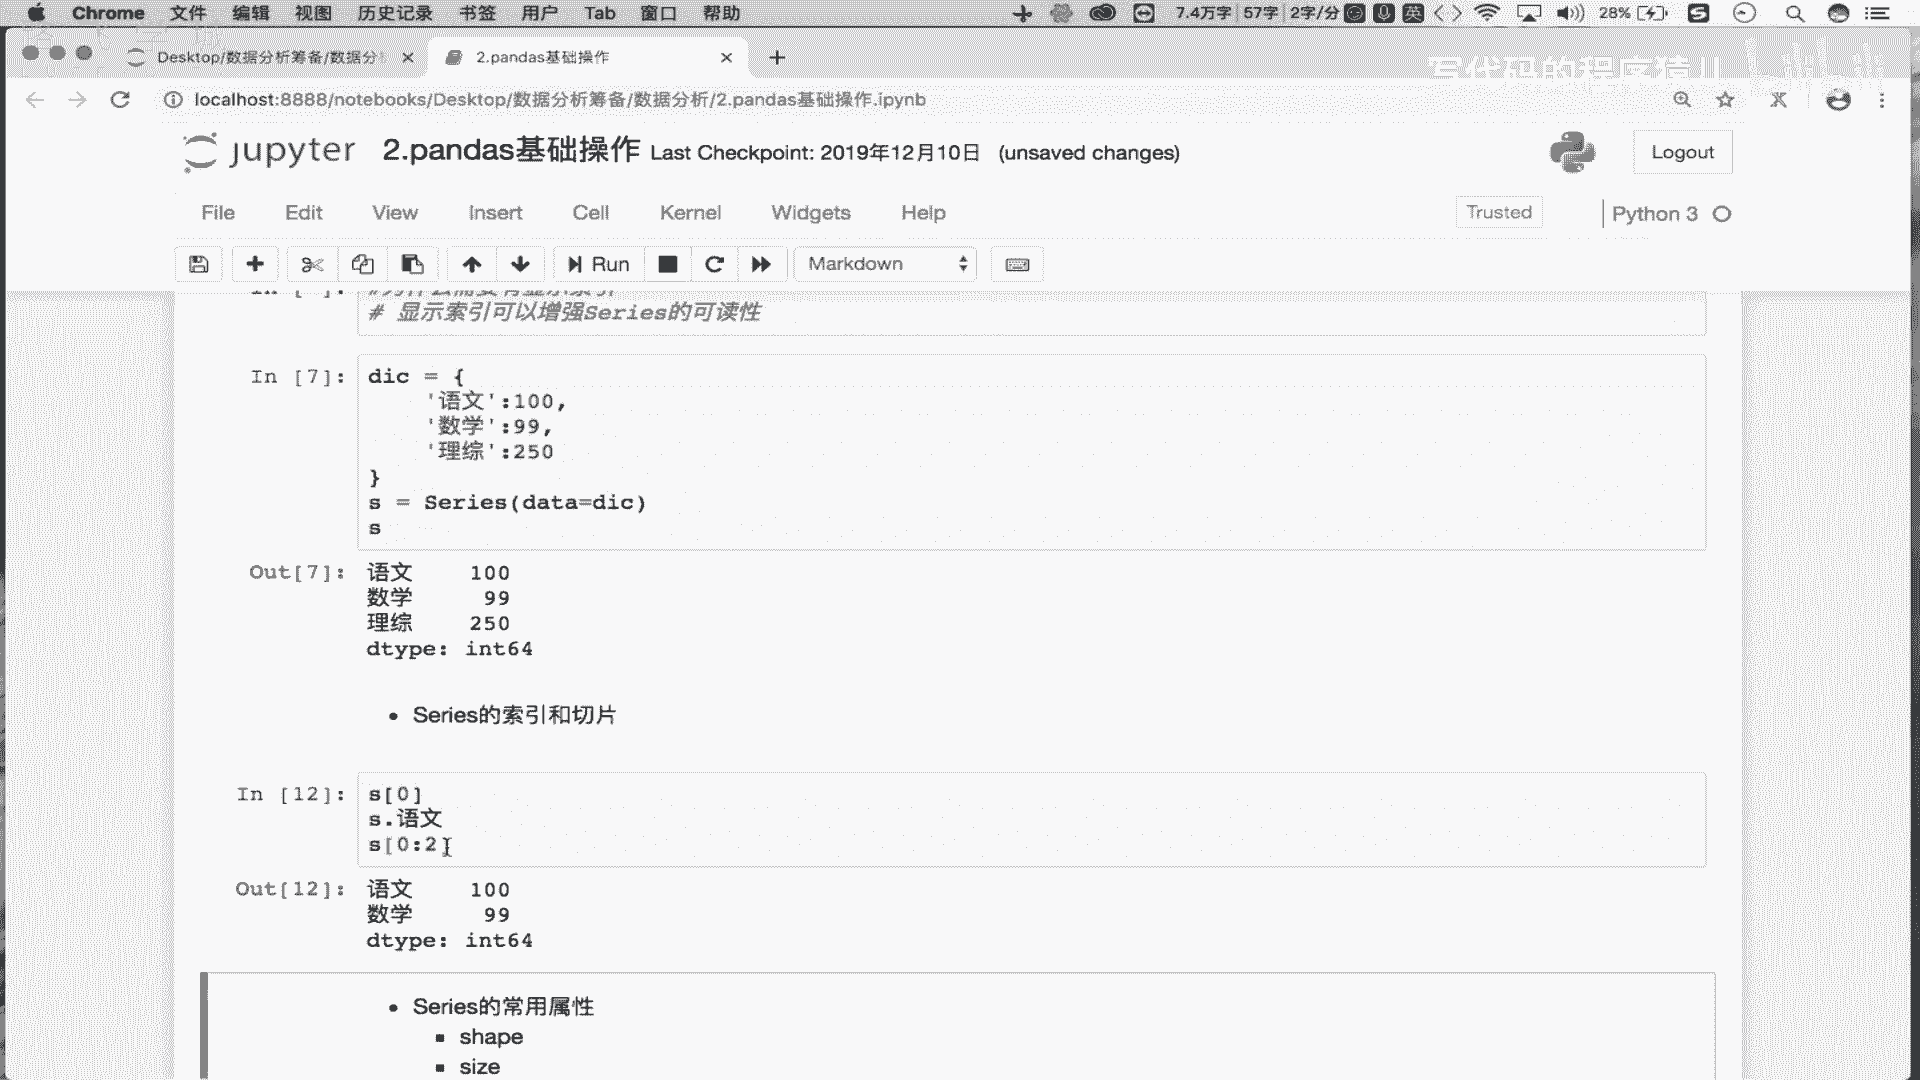 Chrome 文件 编辑 视图 历史记录 书签 用户 Tab 窗口 帮助 7.4万字 57字 2字/分 英 28%
Desktop/数据分析筹备/数据分
2.pandas基础操作
写代码的程序猿儿
localhost:8888/notebooks/Desktop/数据分析筹备/数据分析/2.pandas基础操作.ipynb
jupyter 2.pandas基础操作 Last Checkpoint: 2019年12月10日 (unsaved changes)
Logout
File Edit View Insert Cell Kernel Widgets Help
Trusted
Python 3
Run
Markdown
# 显示索引可以增强Series的可读性
In [7]: dic = {
'语文':100,
'数学':99,
'理综':250
}
s = Series(data=dic)
s
Out[7]: 语文 100
数学 99
理综 250
dtype: int64
• Series的索引和切片
In [12]: s[0]
s.语文
s[0:2]
Out[12]: 语文 100
数学 99
dtype: int64
• Series的常用属性
▪ shape
▪ size